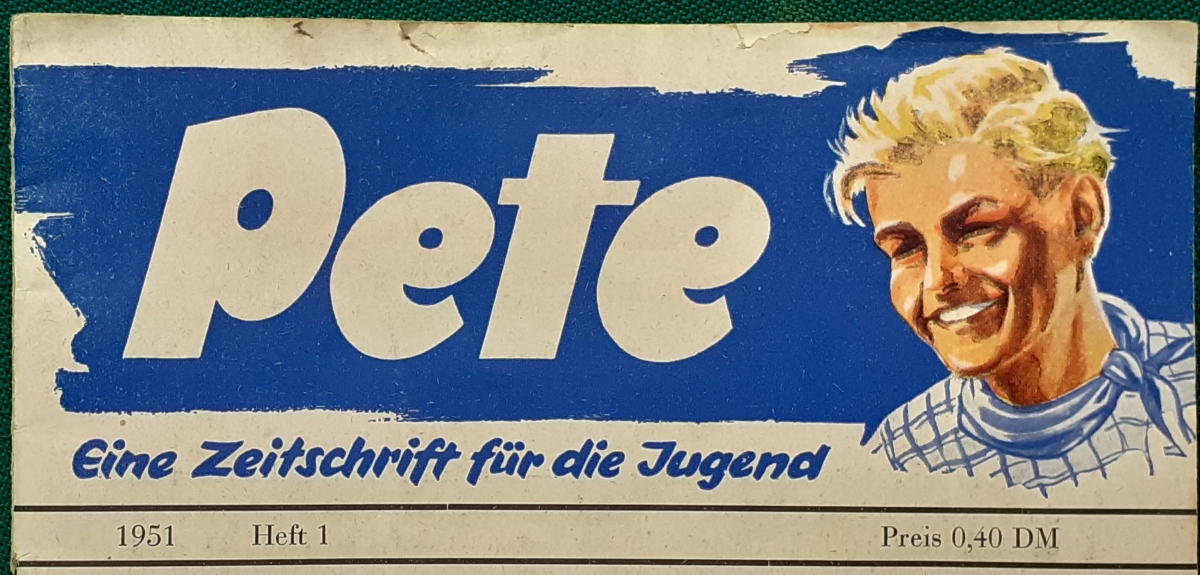 Pete
Eine Zeitschrift für die Jugend
1951 Heft 1 Preis 0,40 DM